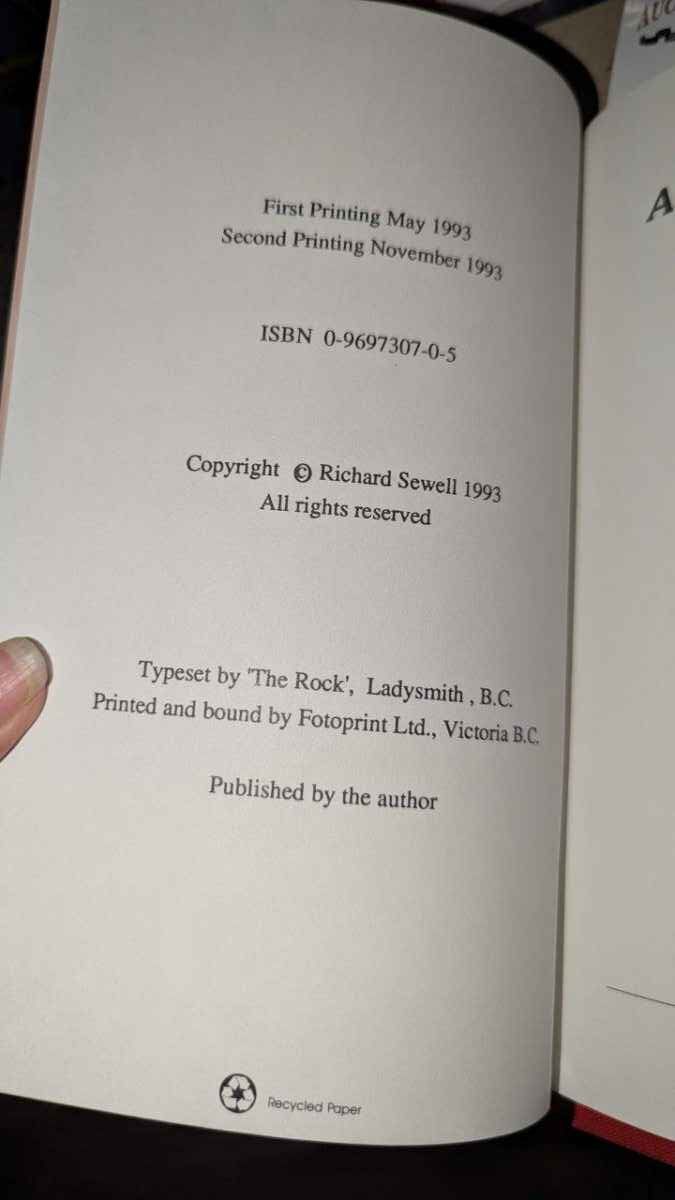 First Printing May 1993
Second Printing November 1993
ISBN 0-9697307-0-5
Copyright © Richard Sewell 1993
All rights reserved
Typeset by 'The Rock', Ladysmith , B.C.
Printed and bound by Fotoprint Ltd., Victoria B.C.
Published by the author
Recycled Paper
A